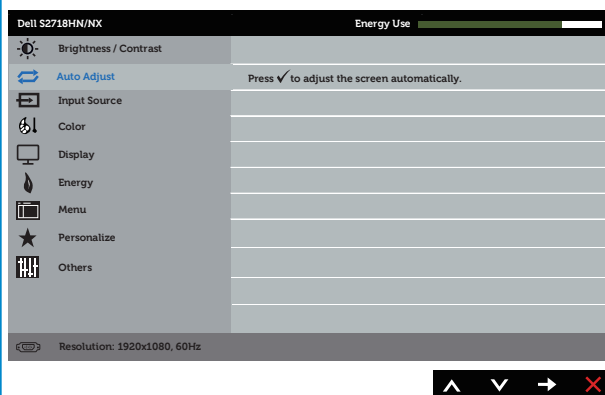 Dell S2718HN/NX
Energy Use
Brightness / Contrast
Auto Adjust
Press ✓ to adjust the screen automatically.
Input Source
Color
Display
Energy
Menu
Personalize
Others
Resolution: 1920x1080, 60Hz